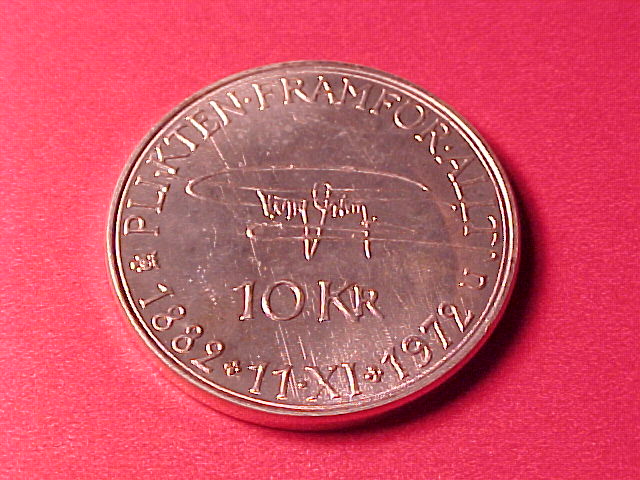 PLIKTEN·FRAMFÖR·ALLT
10 KR
1882 * 11·XI * 1972 U